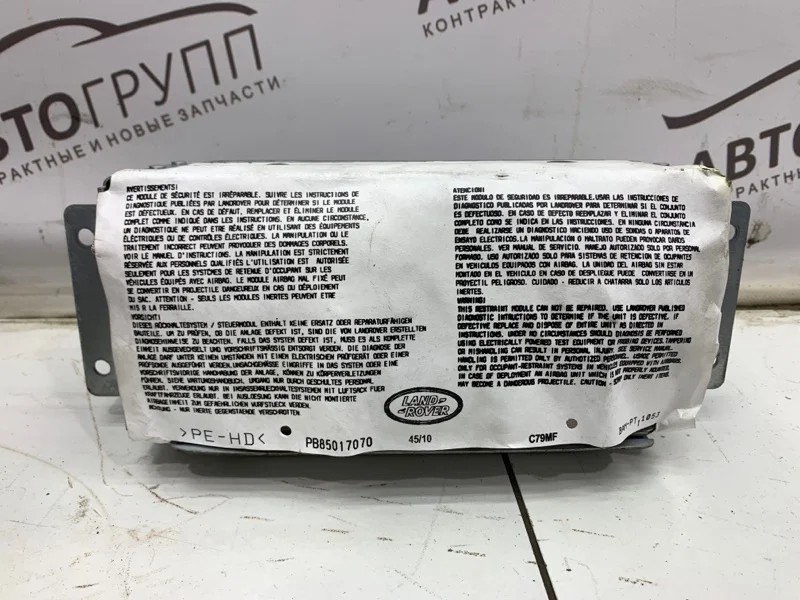 АВТОГРУПП
КОНТРАКТНЫЕ И НОВЫЕ ЗАПЧАСТИ
КОНТРАКТНЫЕ И НОВЫЕ
АВТО
КОНТРАКТНЫЕ
AVERTISSEMENTS!
CE MODULE DE SÉCURITÉ EST IRRÉPARABLE. SUIVRE LES INSTRUCTIONS DE
DIAGNOSTIQUE PUBLIÉES PAR LANDROVER POUR DÉTERMINER SI LE MODULE
EST DÉFECTUEUX. EN CAS DE DÉFAUT, REMPLACER ET ÉLIMINER LE MODULE
COMPLET COMME INDIQUÉ DANS LES INSTRUCTIONS. EN AUCUNE CIRCONSTANCE,
UN DIAGNOSTIQUE NE PEUT ÊTRE RÉALISÉ EN UTILISANT DES ÉQUIPEMENTS
ÉLECTRIQUES OU DE CONTRÔLES ÉLECTRIQUES. LA MANIPULATION OU LE
TRAITEMENT INCORRECT PEUVENT PROVOQUER DES DOMMAGES CORPORELS.
VOIR LE MANUEL D'INSTRUCTIONS. LA MANIPULATION EST STRICTEMENT
RÉSERVÉE AUX PERSONNELS QUALIFIÉS L'UTILISATION EST AUTORISÉE
SEULEMENT POUR LES SYSTÈMES DE RETENUE D'OCCUPANT SUR LES
VÉHICULES ÉQUIPÉS AVEC AIRBAG. LE MODULE AIRBAG MAL FIXÉ PEUT
SE CONVERTIR EN PROJECTILE DANGEREUX EN CAS DU DÉPLOIEMENT
DU SAC. ATTENTION - SEULS LES MODULES INERTES PEUVENT ÊTRE
MIS À LA FERRAILLE.
VORSICHT!
DIESES RÜCKHALTESYSTEM / STEUERMODUL ENTHÄLT KEINE ERSATZ ODER REPARATURFÄHIGEN
BAUTEILE. UM ZU PRÜFEN, OB DIE ANLAGE DEFEKT IST, SIND DIE VON LANDROVER ERSTELLTEN
DIAGNOSEHINWEISE ZU BEACHTEN. FALLS DAS SYSTEM DEFEKT IST, MUSS ES ALS KOMPLETTE
EINHEIT AUSGEWECHSELT UND VORSCHRIFTSMÄSSIG ENTSORGT WERDEN. DIE DIAGNOSE DER
ANLAGE DARF UNTER KEINEN UMSTÄNDEN MIT EINEM ELEKTRISCHEN PRÜFGERÄT ODER EINER
PROHSONDE AUSGEFÜHRT WERDEN, UNSACHGEMÄSSE EINGRIFFE IN DAS SYSTEM ODER EINE
VORSCHRIFTSWIDRIGE HANDHABUNG DER ANLAGE, KÖNNEN ZU KÖRPERVERLETZUNGEN
FÜHREN. SIEHE WARTUNGSHANDBUCH. UMGANG NUR DURCH GESCHULTES PERSONAL
ERLAUBT. VERWENDUNG NUR IN INSASSENRÜCKHALTESYSTEMEN MIT LUFTSACK FUER
KRAFTFAHRZEUGE ERLAUBT. BEI AUSLOESUNG KANN DIE NICHT MONTIERTE
EINBAUEINHEIT ZUM GEFAEHRLICHEN WURFSTUECK WERDEN.
ACHTUNG - NUR INERTE GEGENSTAENDE VERSCHROTTEN
ATENCION!
ESTE MODULO DE SEGURIDAD ES IRREPARABLE.USAR LAS INSTRUCCIONES DE
DIAGNOSTICO PUBLICADAS POR LANDROVER PARA DETERMINAR SI EL CONJUNTO
ES DEFECTUOSO. EN CASO DE DEFECTO REEMPLAZAR Y ELIMINAR EL CONJUNTO
COMPLETO COMO SE INDICA EN LAS INSTRUCCIONES. EN NINGUNA CIRCUNSTANCIA
DEBE REALIZARSE UN DIAGNOSTICO HACIENDO USO DE SONDAS O APARATOS DE
ENSAYO ELECTRICOS.LA MANIPULACION O MALTRATO PUEDEN PROVOCAR DAÑOS
PERSONALES. VER MANUAL DE SERVICIO. MANEJO AUTORIZADO SOLO POR PERSONAL
FORMADO. USO AUTORIZADO SOLO PARA SISTEMAS DE RETENCION DE OCUPANTES
EN VEHICULOS EQUIPADOS CON AIRBAG. LA UNIDAD DEL AIRBAG SIN ESTAR
MONTADO EN EL VEHICULO EN CASO DE DESPLIEGUE PUEDE CONVERTIRSE EN UN
PROYECTIL PELIGROSO. CUIDADO - REDUCIR A CHATARRA SOLO LOS ARTICULOS
INERTES.
WARNING!
THIS RESTRAINT MODULE CAN NOT BE REPAIRED. USE LANDROVER PUBLISHED
DIAGNOSTIC INTRUCTIONS TO DETERMINE IF THE UNIT IS DEFECTIVE. IF
DEFECTIVE REPLACE AND DISPOSE OF ENTIRE UNIT AS DIRECTED IN
INSTRUCTIONS. UNDER NO CIRCUMSTANCES SHOULD DIAGNOSIS BE PERFORMED
USING ELECTRICALLY POWERED TEST EQUIPMENT OR PROBING DEVICES.TAMPERING
OR MISHANDLING CAN RESULT IN PERSONAL INJURY. SEE SERVICE MANUAL.
HANDLING IS PERMITTED ONLY BY AUTHORIZED PERSONNEL. USAGE PERMITTED
ONLY FOR OCCUPANT-RESTRAINT SYSTEMS IN VEHICLES EQUIPPED WITH AIRBAG.
IN CASE OF DEPLOYMENT AN AIRBAG UNIT WHICH IS NOT PROPERLY MOUNTED,
MAY BECOME A DANGEROUS PROJECTILE. CAUTION - SCRAP ONLY INERT ITEMS.
LAND-
-ROVER
>PE-HD<
PB85017070
45/10
C79MF